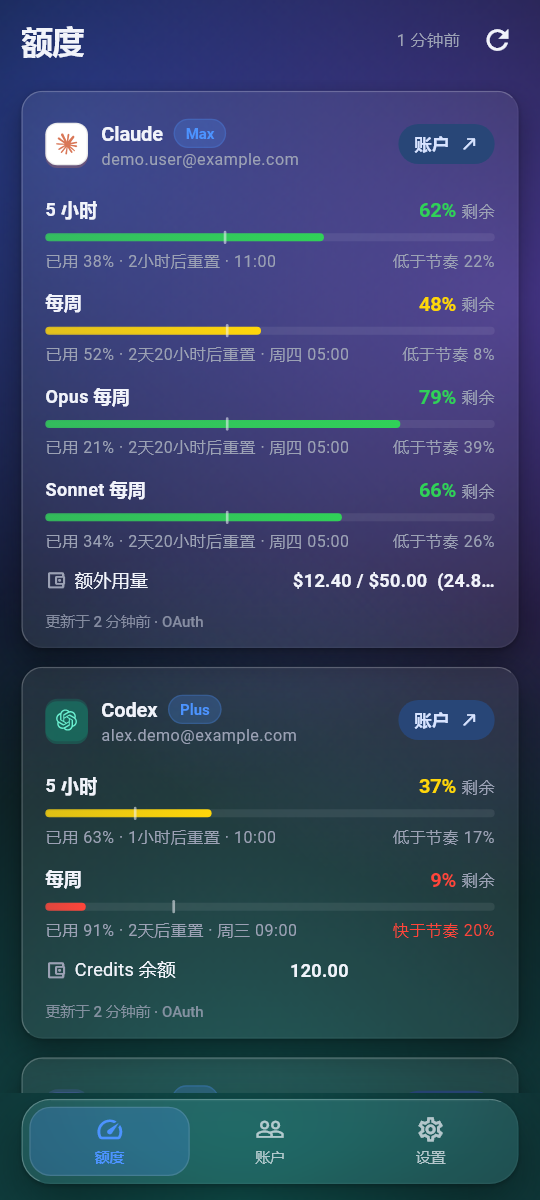 额度
1 分钟前
Claude Max
账户
demo.user@example.com
5 小时 62% 剩余
已用 38% · 2小时后重置 · 11:00 低于节奏 22%
每周 48% 剩余
已用 52% · 2天20小时后重置 · 周四 05:00 低于节奏 8%
Opus 每周 79% 剩余
已用 21% · 2天20小时后重置 · 周四 05:00 低于节奏 39%
Sonnet 每周 66% 剩余
已用 34% · 2天20小时后重置 · 周四 05:00 低于节奏 26%
额外用量 $12.40 / $50.00 (24.8...
更新于 2 分钟前 · OAuth
Codex Plus
账户
alex.demo@example.com
5 小时 37% 剩余
已用 63% · 1小时后重置 · 10:00 低于节奏 17%
每周 9% 剩余
已用 91% · 2天后重置 · 周三 09:00 快于节奏 20%
Credits 余额 120.00
更新于 2 分钟前 · OAuth
额度 账户 设置